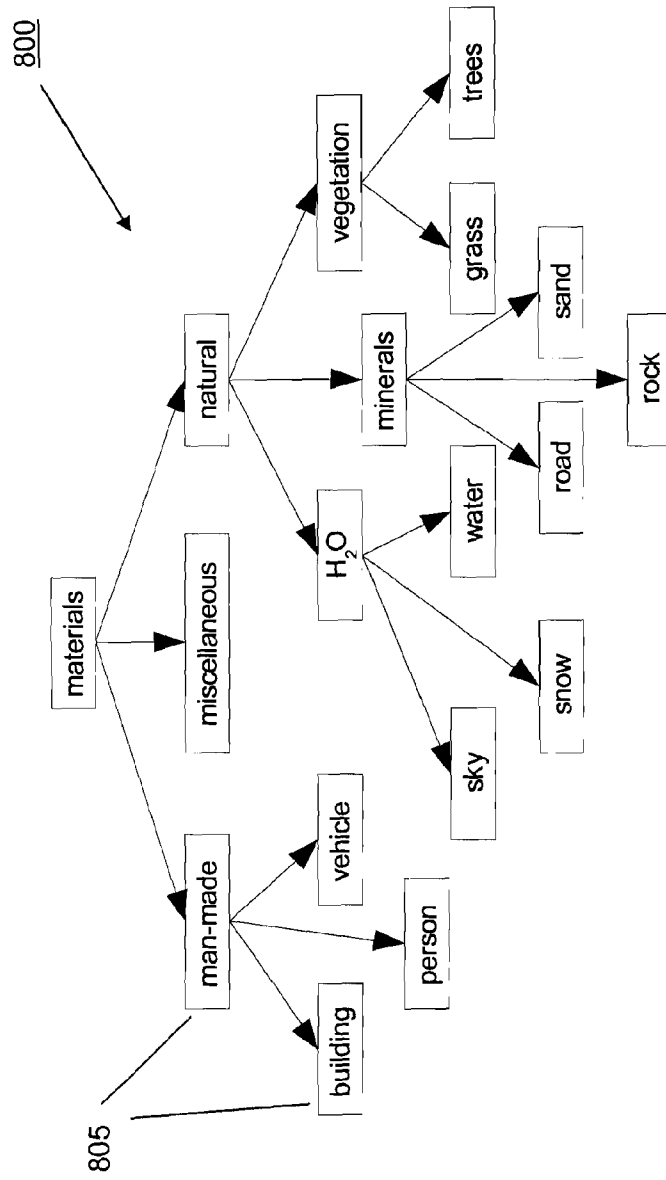 800
materials
man-made
miscellaneous
natural
805
building
vehicle
H₂O
minerals
vegetation
person
sky
water
grass
trees
snow
road
sand
rock